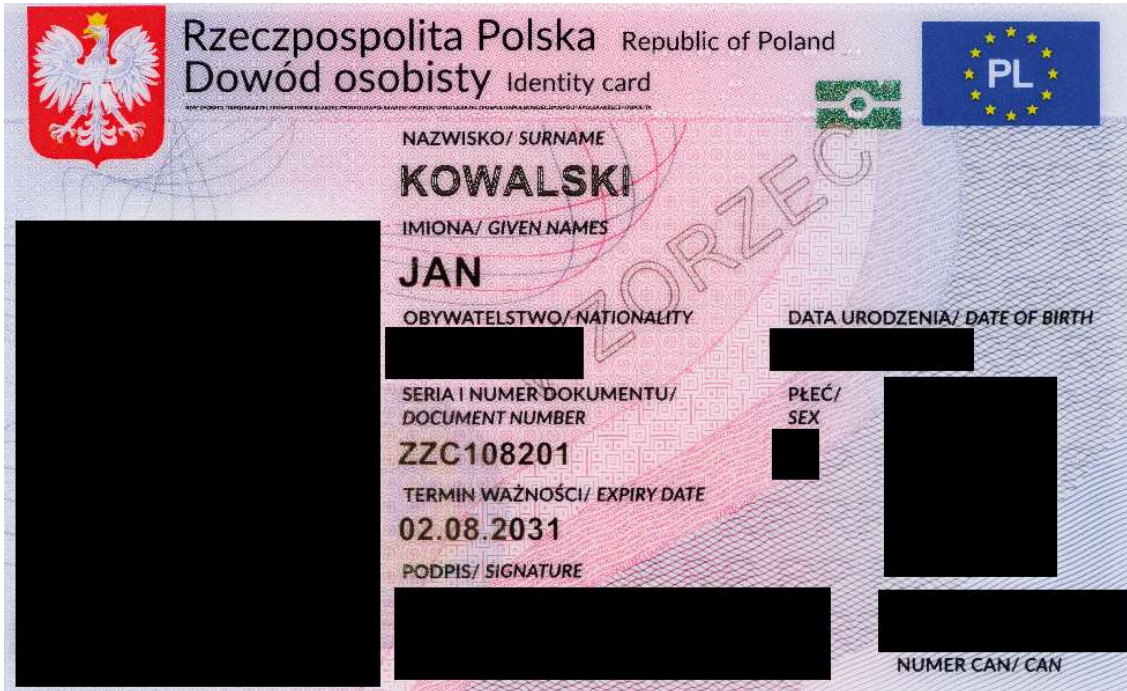 Rzeczpospolita Polska Republic of Poland
Dowód osobisty Identity card
PL
NAZWISKO/ SURNAME
KOWALSKI
IMIONA/ GIVEN NAMES
JAN
WZORZEC
OBYWATELSTWO/ NATIONALITY
DATA URODZENIA/ DATE OF BIRTH
SERIA I NUMER DOKUMENTU/
DOCUMENT NUMBER
PŁEĆ/
SEX
ZZC108201
TERMIN WAŻNOŚCI/ EXPIRY DATE
02.08.2031
PODPIS/ SIGNATURE
NUMER CAN/ CAN